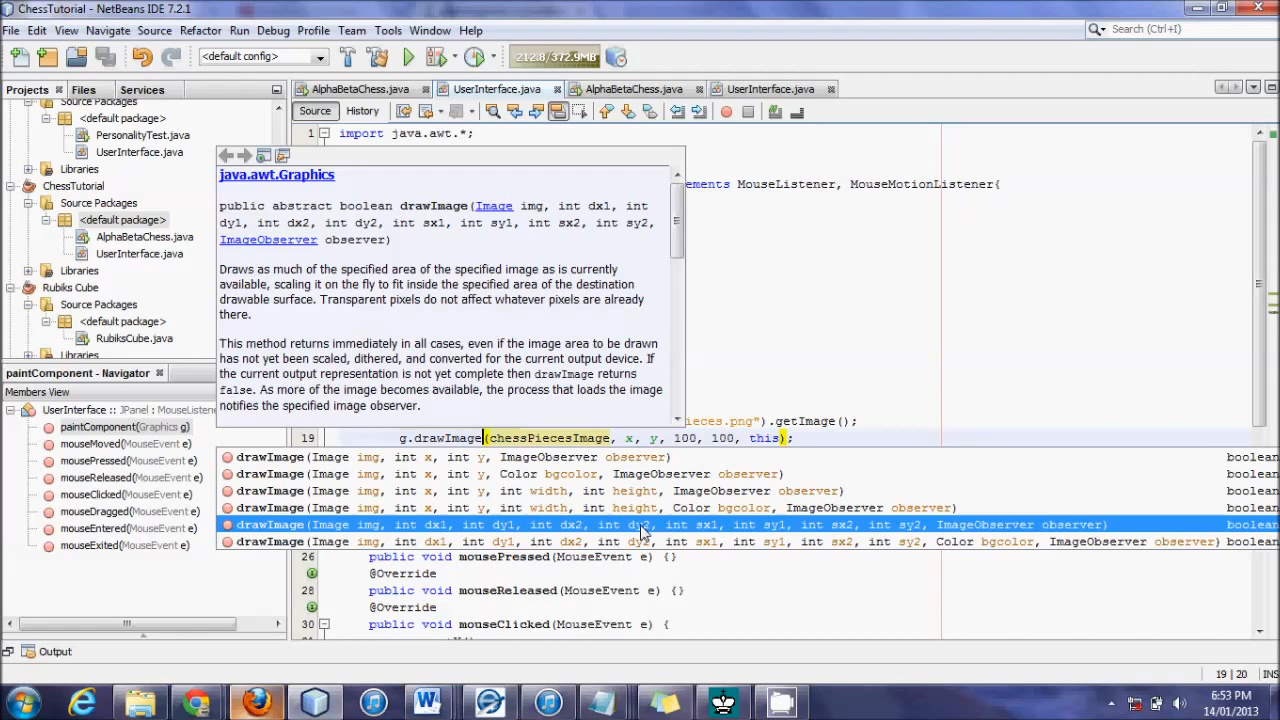 ChessTutorial - NetBeans IDE 7.2.1
File Edit View Navigate Source Refactor Run Debug Profile Team Tools Window Help
Search (Ctrl+I)
<default config>
212.8/372.9MB
Projects Files Services
AlphaBetaChess.java UserInterface.java AlphaBetaChess.java UserInterface.java
Source History
Source Packages
<default package>
PersonalityTest.java
UserInterface.java
Libraries
ChessTutorial
Source Packages
<default package>
AlphaBetaChess.java
UserInterface.java
Libraries
Rubiks Cube
Source Packages
<default package>
RubiksCube.java
Libraries
paintComponent - Navigator
Members View
UserInterface :: JPanel : MouseListene
paintComponent(Graphics g)
mouseMoved(MouseEvent e)
mousePressed(MouseEvent e)
mouseReleased(MouseEvent e)
mouseClicked(MouseEvent e)
mouseDragged(MouseEvent e)
mouseEntered(MouseEvent e)
mouseExited(MouseEvent e)
1 import java.awt.*;
ements MouseListener, MouseMotionListener{
java.awt.Graphics
public abstract boolean drawImage(Image img, int dx1, int
dy1, int dx2, int dy2, int sx1, int sy1, int sx2, int sy2,
ImageObserver observer)
Draws as much of the specified area of the specified image as is currently
available, scaling it on the fly to fit inside the specified area of the destination
drawable surface. Transparent pixels do not affect whatever pixels are already
there.
This method returns immediately in all cases, even if the image area to be drawn
has not yet been scaled, dithered, and converted for the current output device. If
the current output representation is not yet complete then drawImage returns
false. As more of the image becomes available, the process that loads the image
notifies the specified image observer.
ieces.png").getImage();
19 g.drawImage(chessPiecesImage, x, y, 100, 100, this);
drawImage(Image img, int x, int y, ImageObserver observer) boolean
drawImage(Image img, int x, int y, Color bgcolor, ImageObserver observer) boolean
drawImage(Image img, int x, int y, int width, int height, ImageObserver observer) boolean
drawImage(Image img, int x, int y, int width, int height, Color bgcolor, ImageObserver observer) boolean
drawImage(Image img, int dx1, int dy1, int dx2, int dy2, int sx1, int sy1, int sx2, int sy2, ImageObserver observer) boolean
drawImage(Image img, int dx1, int dy1, int dx2, int dy2, int sx1, int sy1, int sx2, int sy2, Color bgcolor, ImageObserver observer) boolean
26 public void mousePressed(MouseEvent e) {}
@Override
28 public void mouseReleased(MouseEvent e) {}
@Override
30 public void mouseClicked(MouseEvent e) {
Output
19 | 20 INS
6:53 PM
14/01/2013